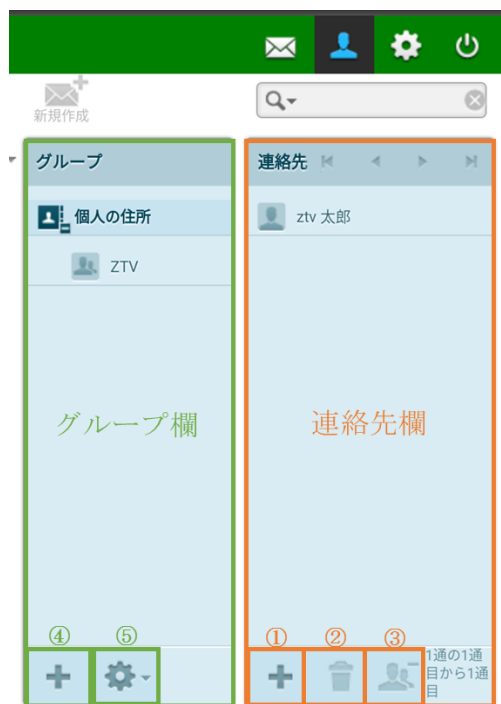 新規作成
グループ
連絡先
個人の住所
ztv 太郎
ZTV
グループ欄
連絡先欄
④
⑤
①
②
③
1通の1通
目から1通
目